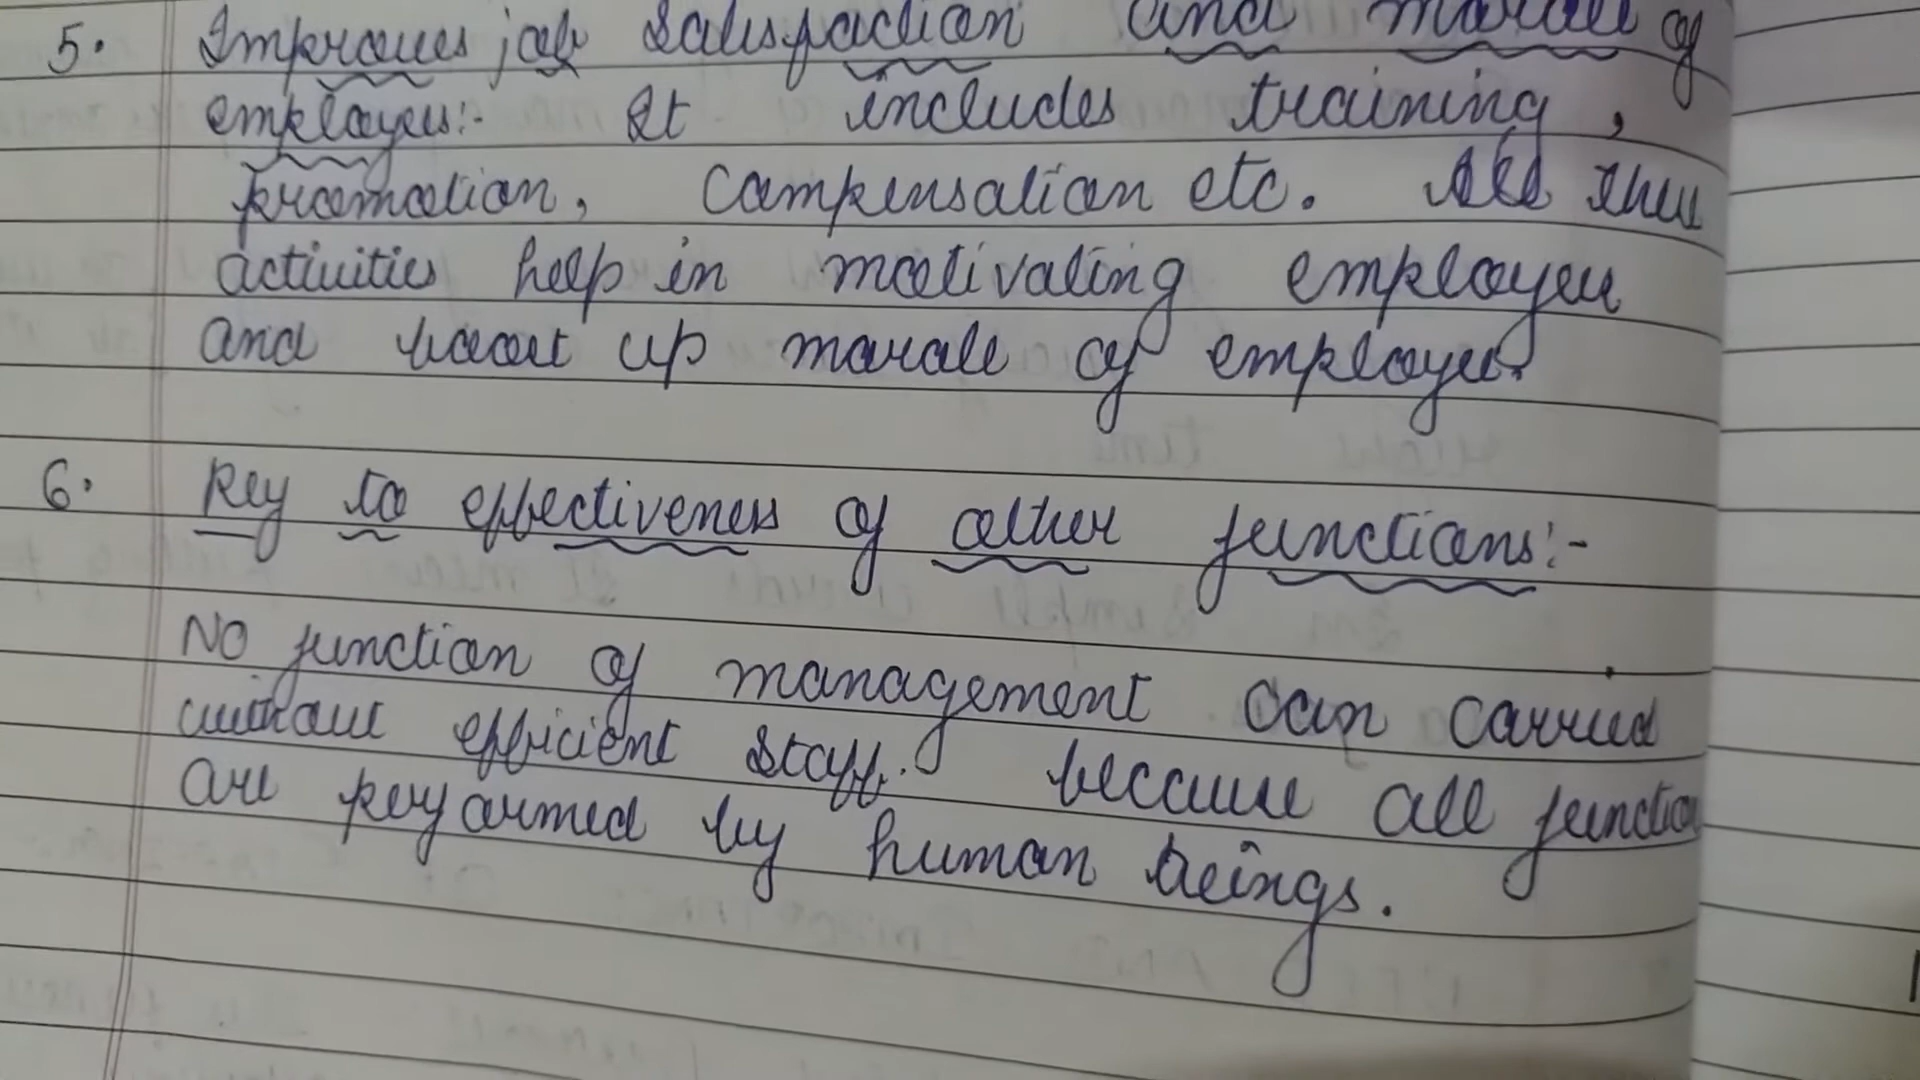 5. Improves job satisfaction and morale of
employees:- It includes training,
promotion, compensation etc. All these
activities help in motivating employees
and boost up morale of employees.
6. Key to effectiveness of other functions:-
No function of management can carried
without efficient staff. because all function
are peryormed by human beings.